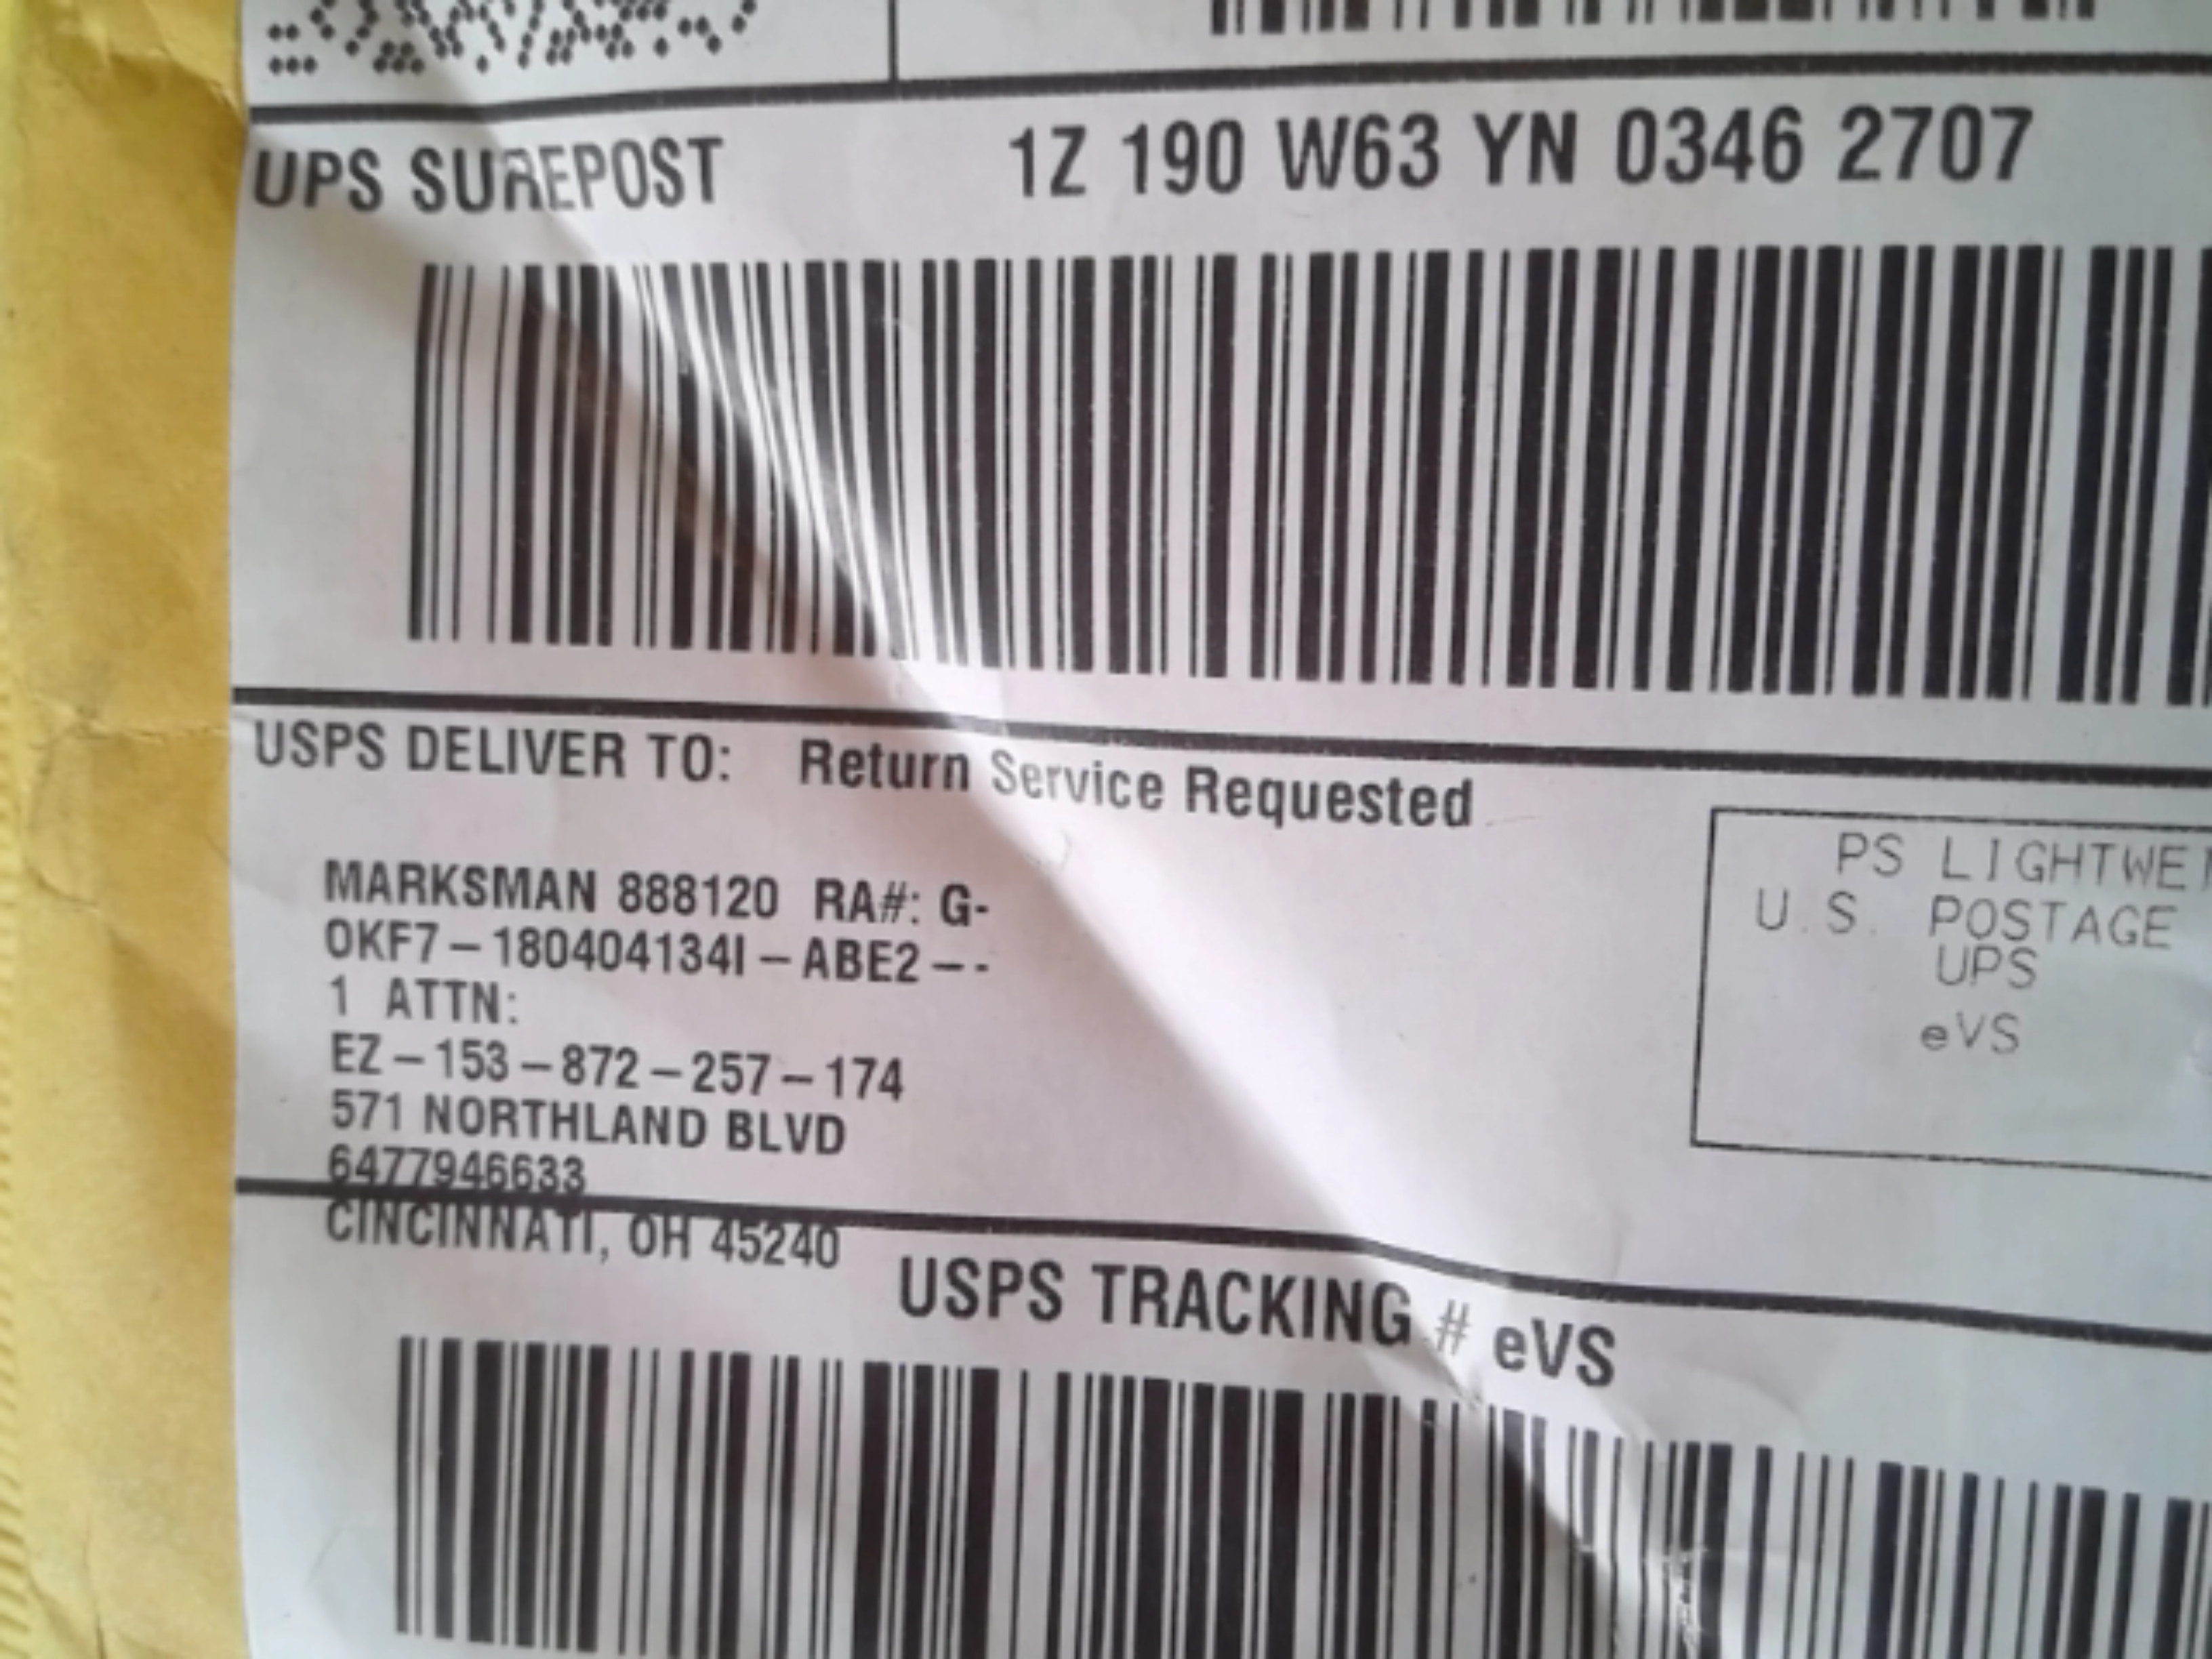 UPS SUREPOST 1Z 190 W63 YN 0346 2707
USPS DELIVER TO: Return Service Requested
MARKSMAN 888120 RA#: G-
OKF7-180404134I-ABE2--
1 ATTN:
EZ-153-872-257-174
571 NORTHLAND BLVD
6477946633
CINCINNATI, OH 45240
PS LIGHTWE
U.S. POSTAGE
UPS
eVS
USPS TRACKING # eVS